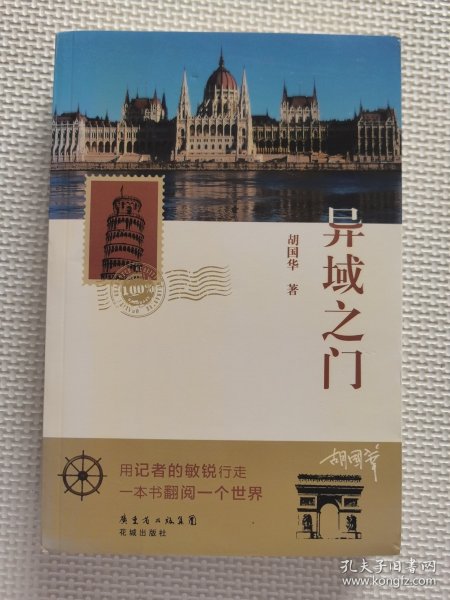 异域之门
胡国华 著
100%
胡国华
用记者的敏锐行走
一本书翻阅一个世界
广东省出版集团
花城出版社
孔夫子旧书网
www.kongfz.com